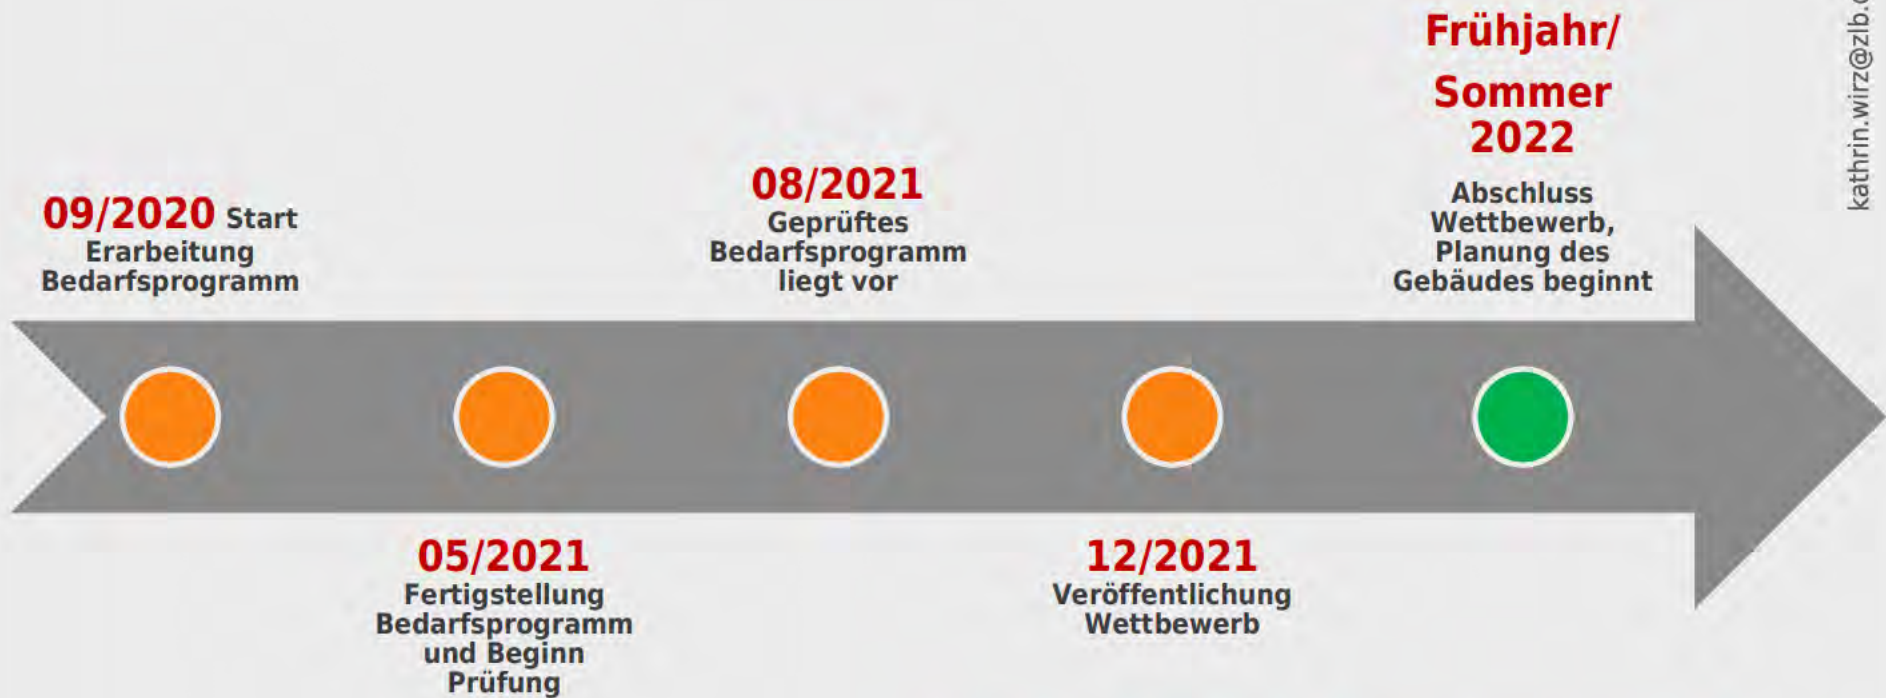 09/2020 Start
Erarbeitung
Bedarfsprogramm
05/2021
Fertigstellung
Bedarfsprogramm
und Beginn
Prüfung
08/2021
Geprüftes
Bedarfsprogramm
liegt vor
12/2021
Veröffentlichung
Wettbewerb
Frühjahr/
Sommer
2022
Abschluss
Wettbewerb,
Planung des
Gebäudes beginnt
kathrin.wirz@zlb.